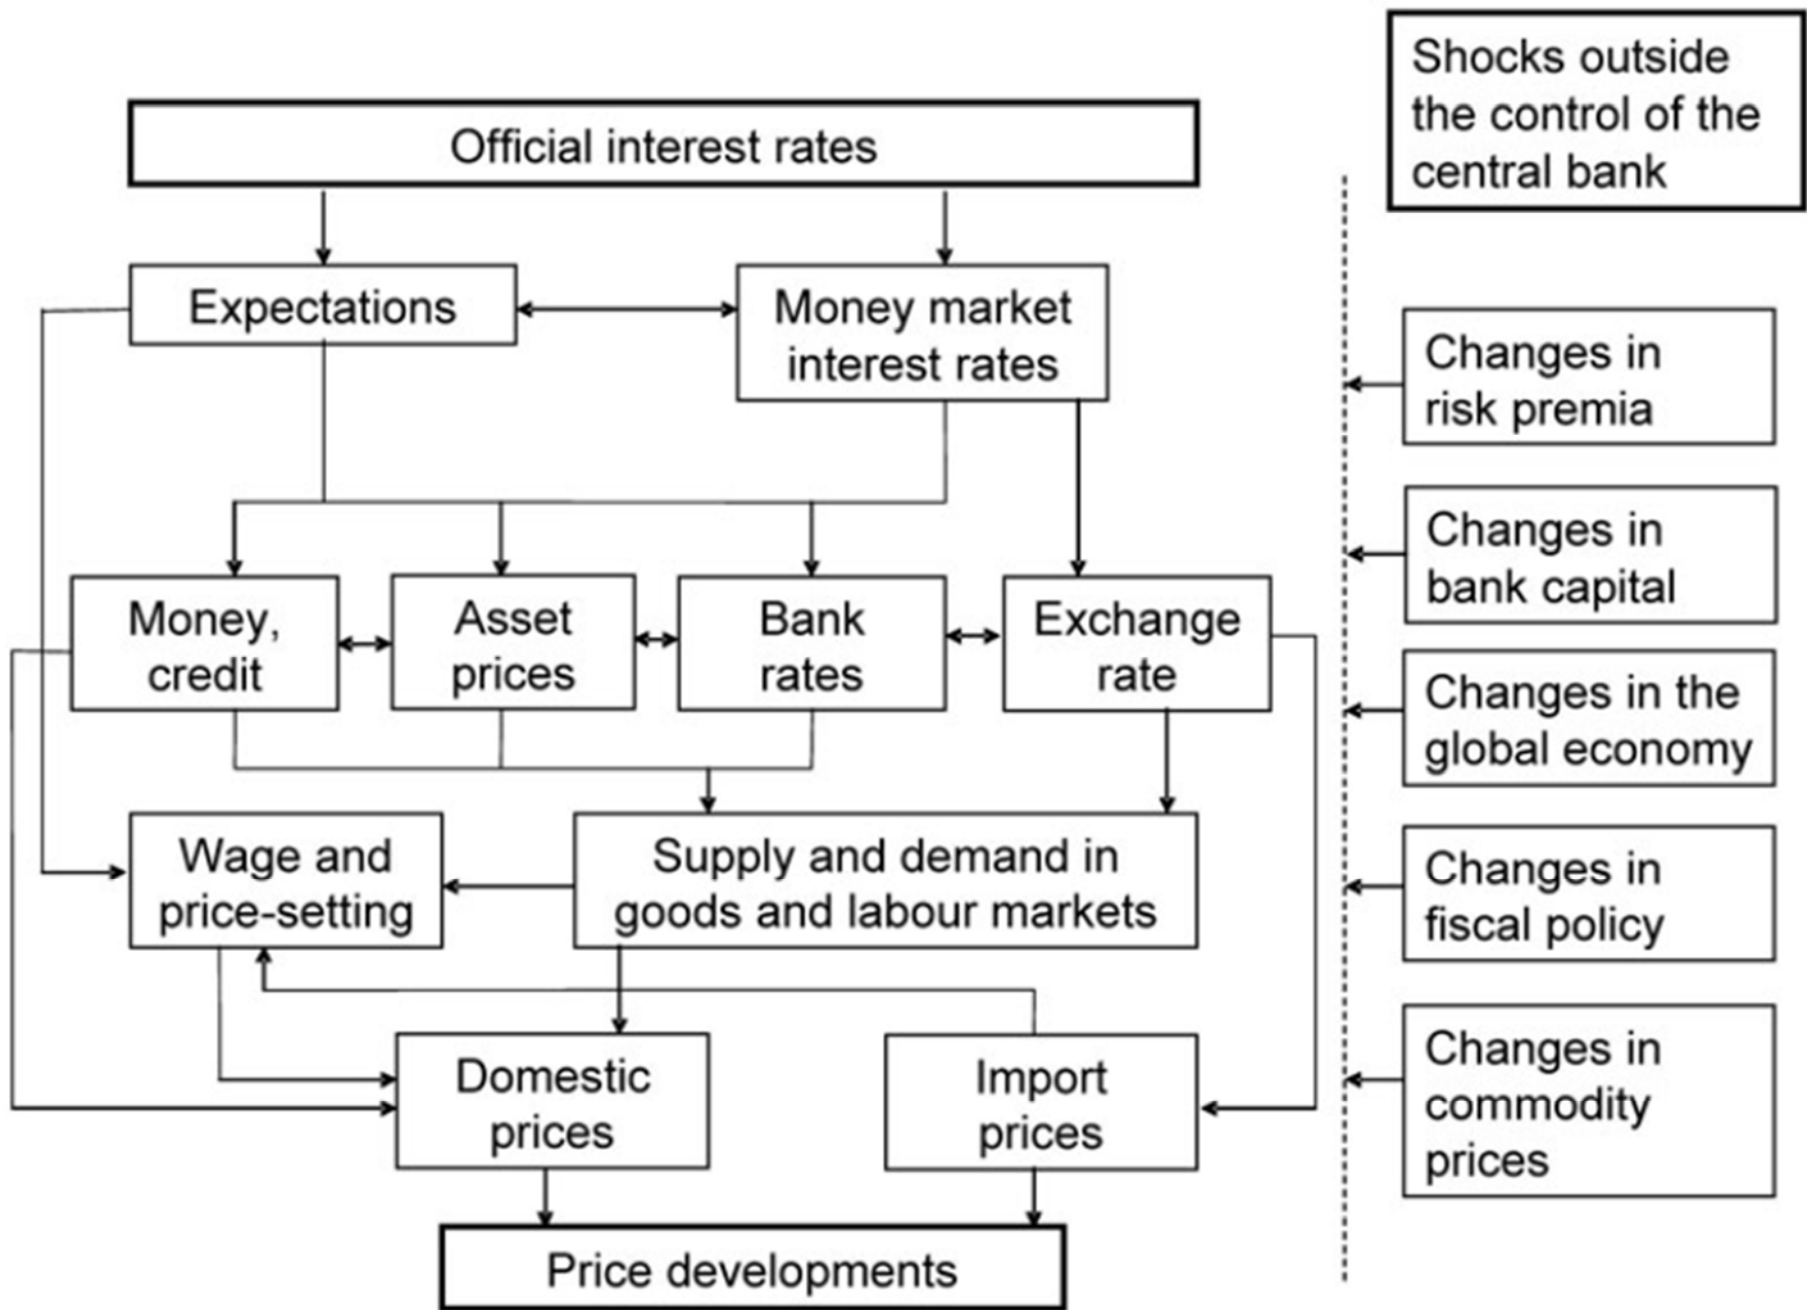 Shocks outside
the control of the
central bank
Official interest rates
Expectations
Money market
interest rates
Changes in
risk premia
Changes in
bank capital
Money,
credit
Asset
prices
Bank
rates
Exchange
rate
Changes in the
global economy
Wage and
price-setting
Supply and demand in
goods and labour markets
Changes in
fiscal policy
Domestic
prices
Import
prices
Changes in
commodity
prices
Price developments